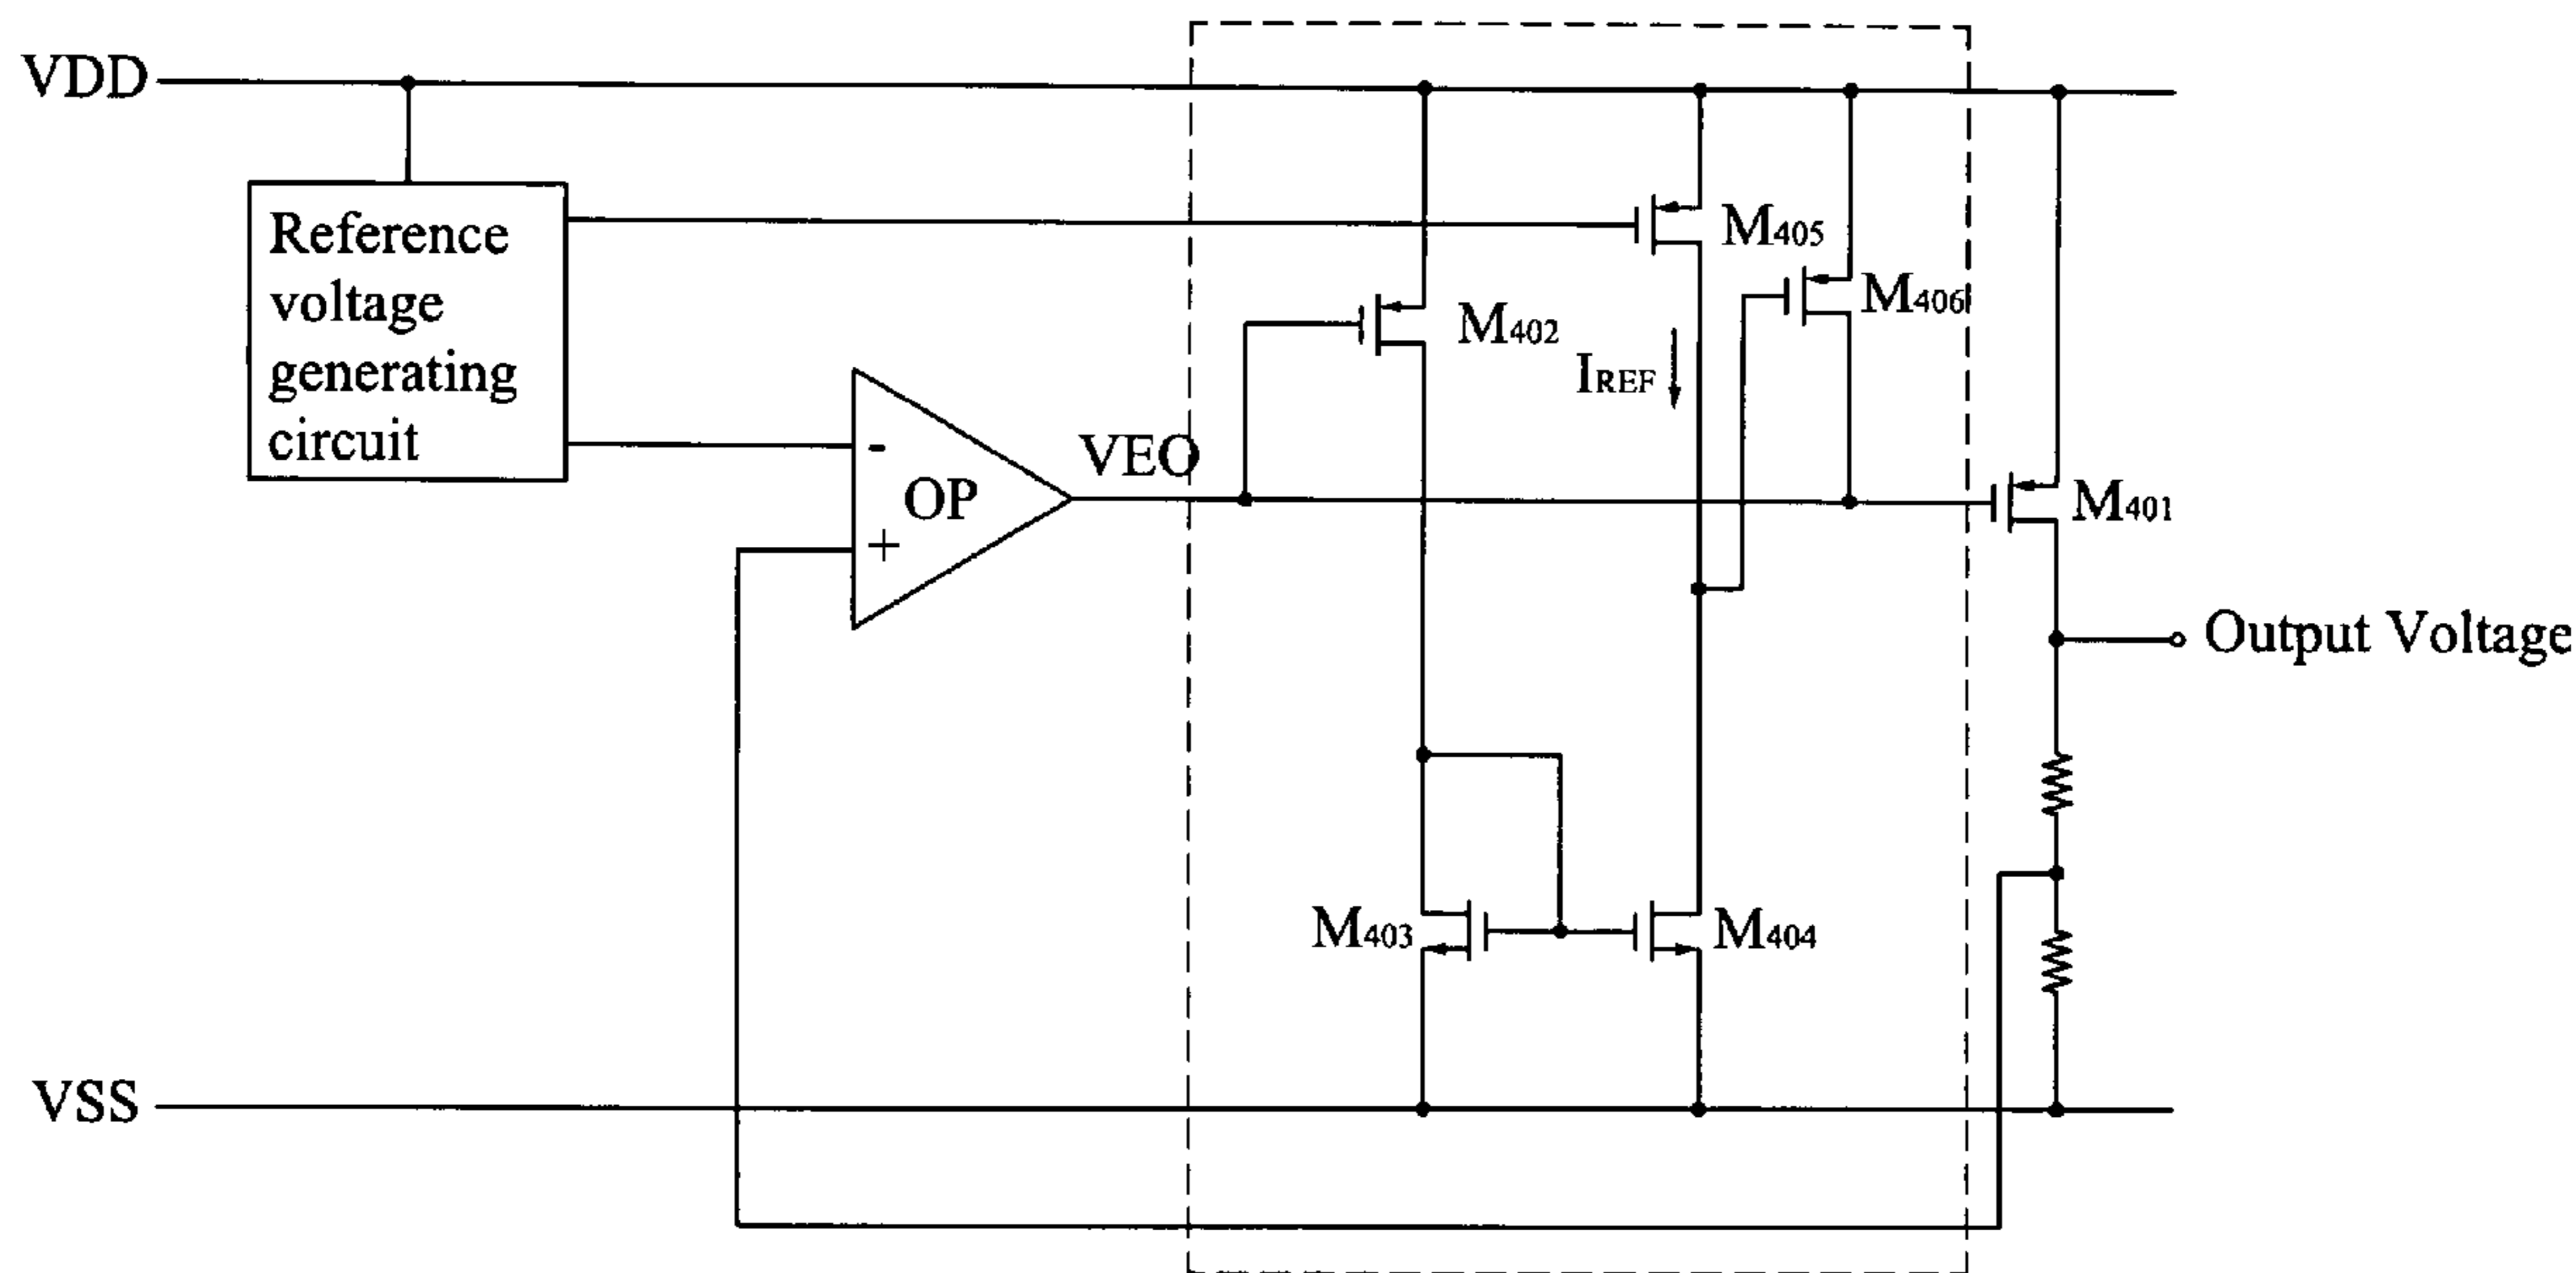 VDD
Reference
voltage
generating
circuit
M405
M406
M402
IREF
VEO
-
OP
+
M401
Output Voltage
M403
M404
VSS